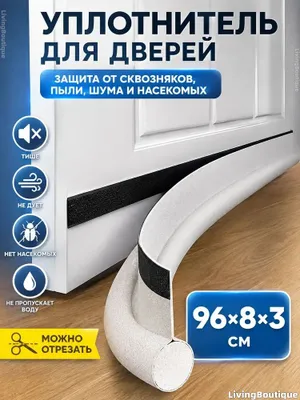 LivingBoutique
УПЛОТНИТЕЛЬ
ДЛЯ ДВЕРЕЙ
ЗАЩИТА ОТ СКВОЗНЯКОВ,
ПЫЛИ, ШУМА И НАСЕКОМЫХ
ТИШЕ
НЕ ДУЕТ
НЕТ НАСЕКОМЫХ
НЕ ПРОПУСКАЕТ
ВОДУ
МОЖНО
ОТРЕЗАТЬ
96×8×3
СМ
LivingBoutique